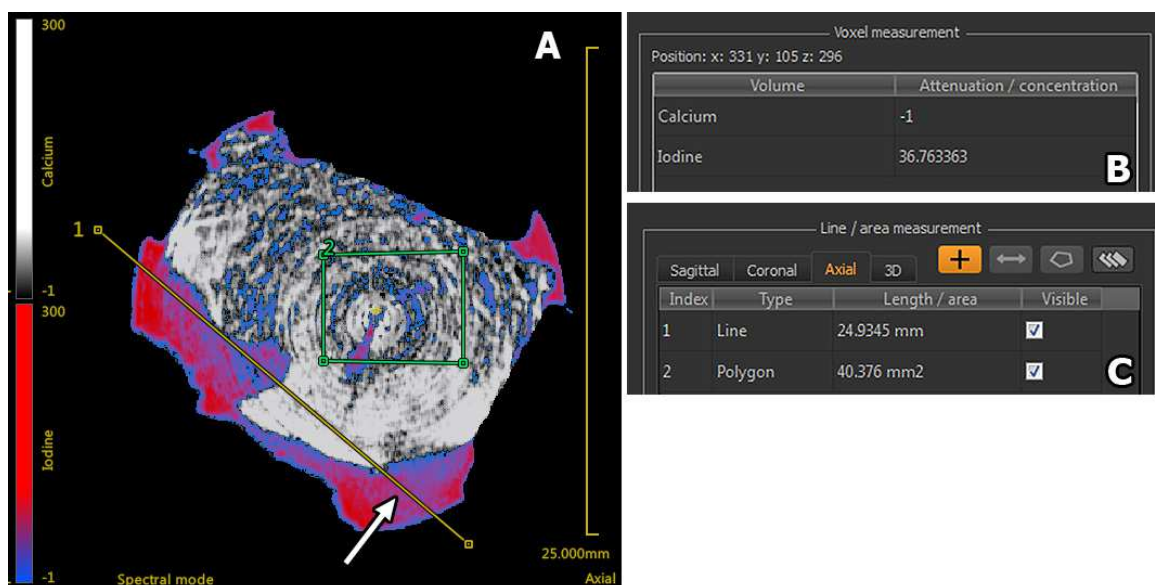 300
Calcium
-1
300
Iodine
-1
A
1
2
25.000mm
Spectral mode
Axial
Voxel measurement
Position: x: 331 y: 105 z: 296
Volume Attenuation / concentration
Calcium -1
Iodine 36.763363
B
Line / area measurement
Sagittal Coronal Axial 3D
Index Type Length / area Visible
1 Line 24.9345 mm
2 Polygon 40.376 mm2
C